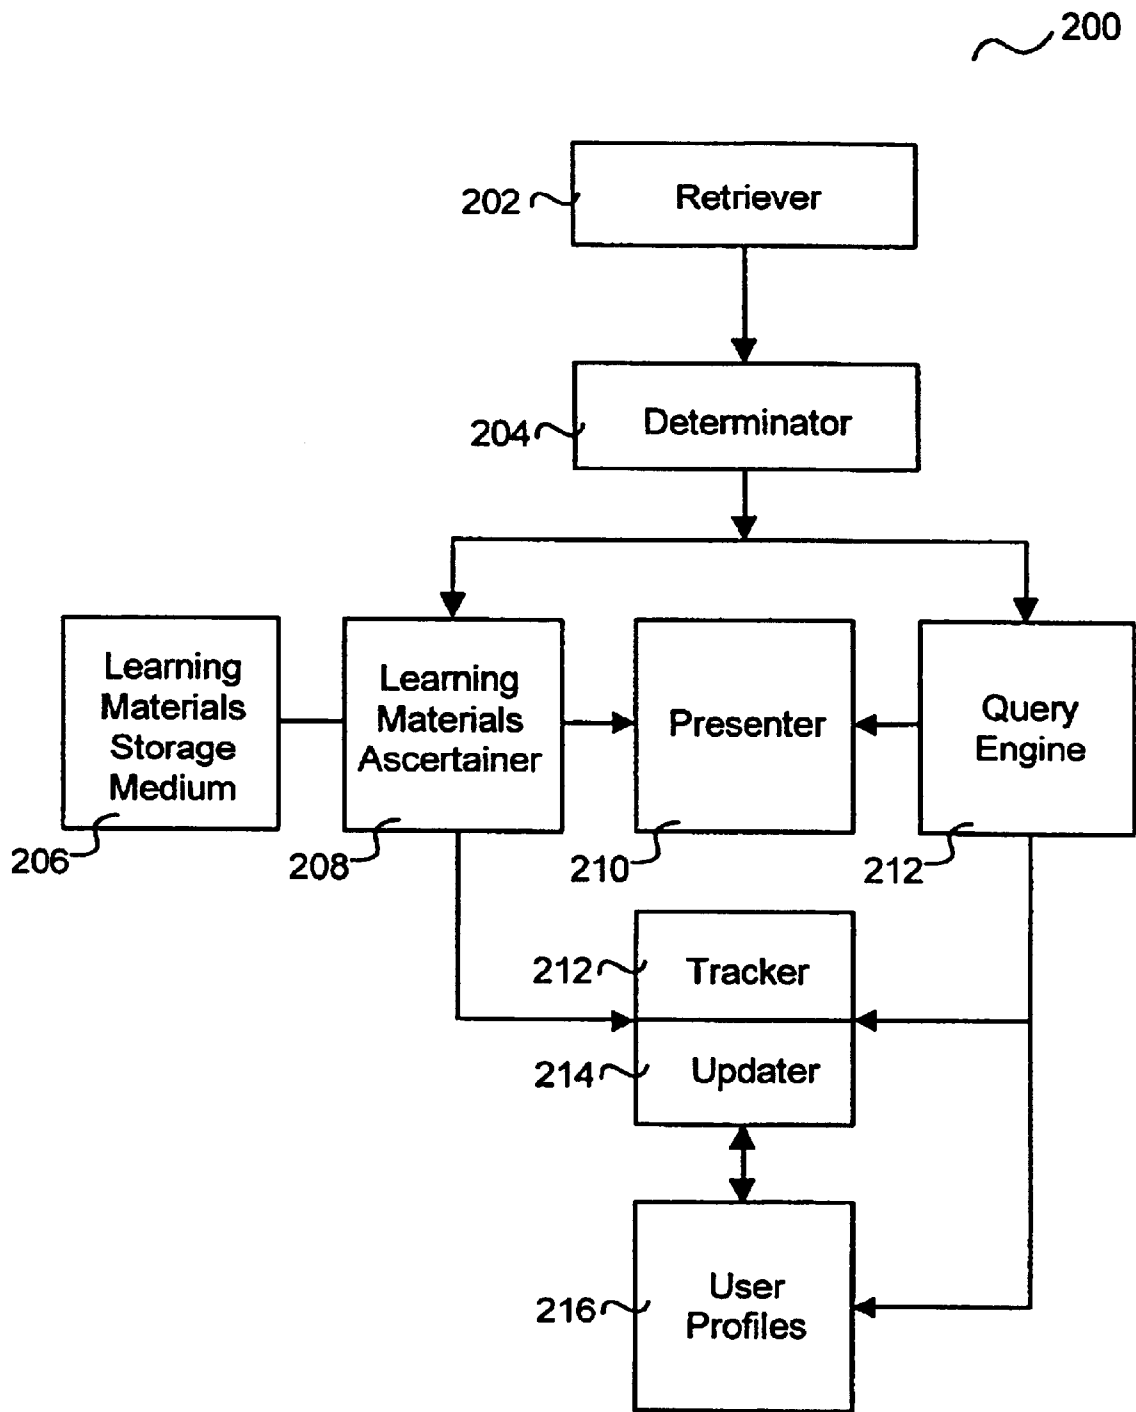 200
202
Retriever
204
Determinator
Learning
Materials
Storage
Medium
206
Learning
Materials
Ascertainer
208
Presenter
210
Query
Engine
212
212
Tracker
214
Updater
216
User
Profiles